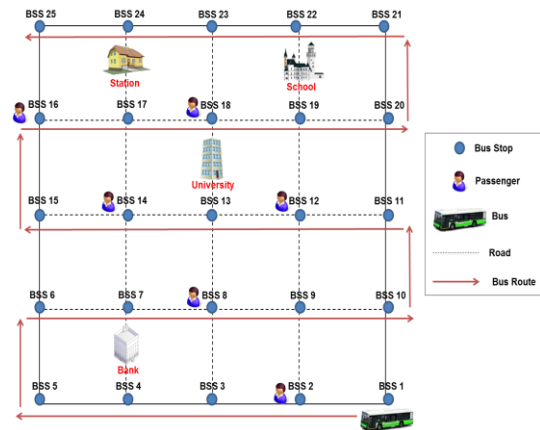 BSS 25 BSS 24 BSS 23 BSS 22 BSS 21
Station School
BSS 16 BSS 17 BSS 18 BSS 19 BSS 20
University
BSS 15 BSS 14 BSS 13 BSS 12 BSS 11
BSS 6 BSS 7 BSS 8 BSS 9 BSS 10
Bank
BSS 5 BSS 4 BSS 3 BSS 2 BSS 1
Bus Stop
Passenger
Bus
Road
Bus Route